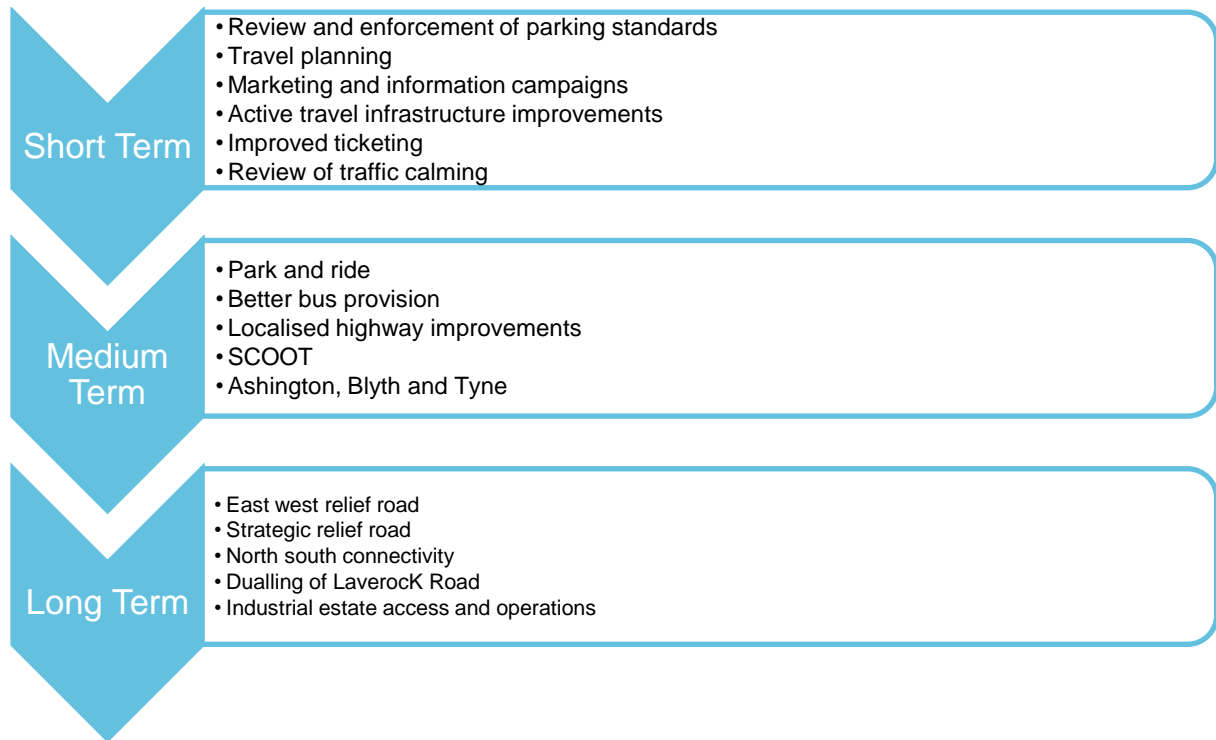 Short Term
• Review and enforcement of parking standards
• Travel planning
• Marketing and information campaigns
• Active travel infrastructure improvements
• Improved ticketing
• Review of traffic calming
Medium
Term
• Park and ride
• Better bus provision
• Localised highway improvements
• SCOOT
• Ashington, Blyth and Tyne
Long Term
• East west relief road
• Strategic relief road
• North south connectivity
• Dualling of LaverocK Road
• Industrial estate access and operations